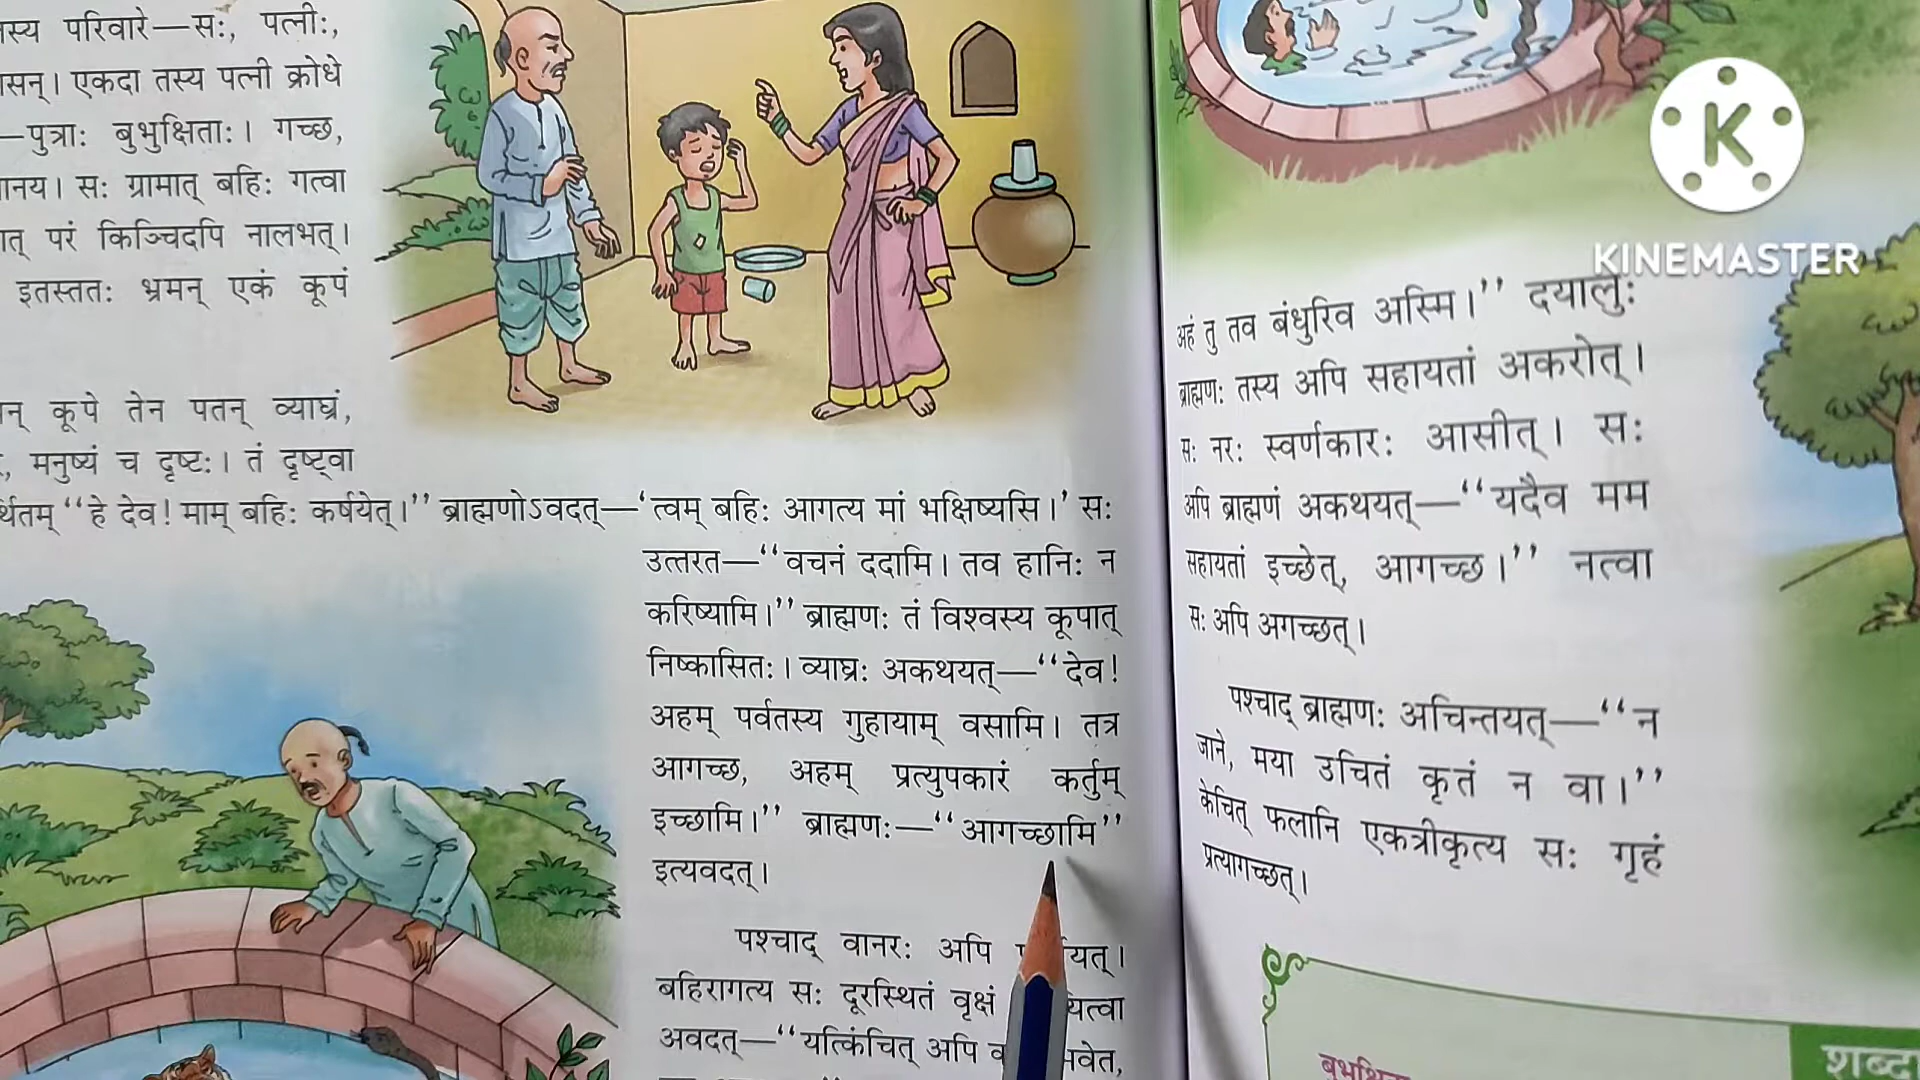 परिवारे—सः, पत्नीः,
एकदा तस्य पत्नी क्रोधे
—पुत्राः बुभुक्षिताः। गच्छ,
सः ग्रामात् बहिः गत्वा
परं किञ्चिदपि नालभत्।
इतस्ततः भ्रमन् एकं कूपं
कूपे तेन पतन् व्याघ्रं,
मनुष्यं च दृष्टः। तं दृष्ट्वा
“हे देव! माम् बहिः कर्षयेत्।” ब्राह्मणोऽवदत्—‘त्वम् बहिः आगत्य मां भक्षिष्यसि।’ सः
उत्तरत—“वचनं ददामि। तव हानिः न
करिष्यामि।” ब्राह्मणः तं विश्वस्य कूपात्
निष्कासितः। व्याघ्रः अकथयत्—“देव!
अहम् पर्वतस्य गुहायाम् वसामि। तत्र
आगच्छ, अहम् प्रत्युपकारं कर्तुम्
इच्छामि।” ब्राह्मणः—“आगच्छामि”
इत्यवदत्।
पश्चाद् वानरः अपि
बहिरागत्य सः दूरस्थितं वृक्षं
अवदत्—“यत्किंचित् अपि
KINEMASTER
अहं तु तव बंधुरिव अस्मि।” दयालुः
ब्राह्मणः तस्य अपि सहायतां अकरोत्।
सः नरः स्वर्णकारः आसीत्। सः
अपि ब्राह्मणं अकथयत्—“यदैव मम
सहायतां इच्छेत्, आगच्छ।” नत्वा
सः अपि अगच्छत्।
पश्चाद् ब्राह्मणः अचिन्तयत्—“न
जाने, मया उचितं कृतं न वा।”
केचित् फलानि एकत्रीकृत्य सः गृहं
प्रत्यागच्छत्।